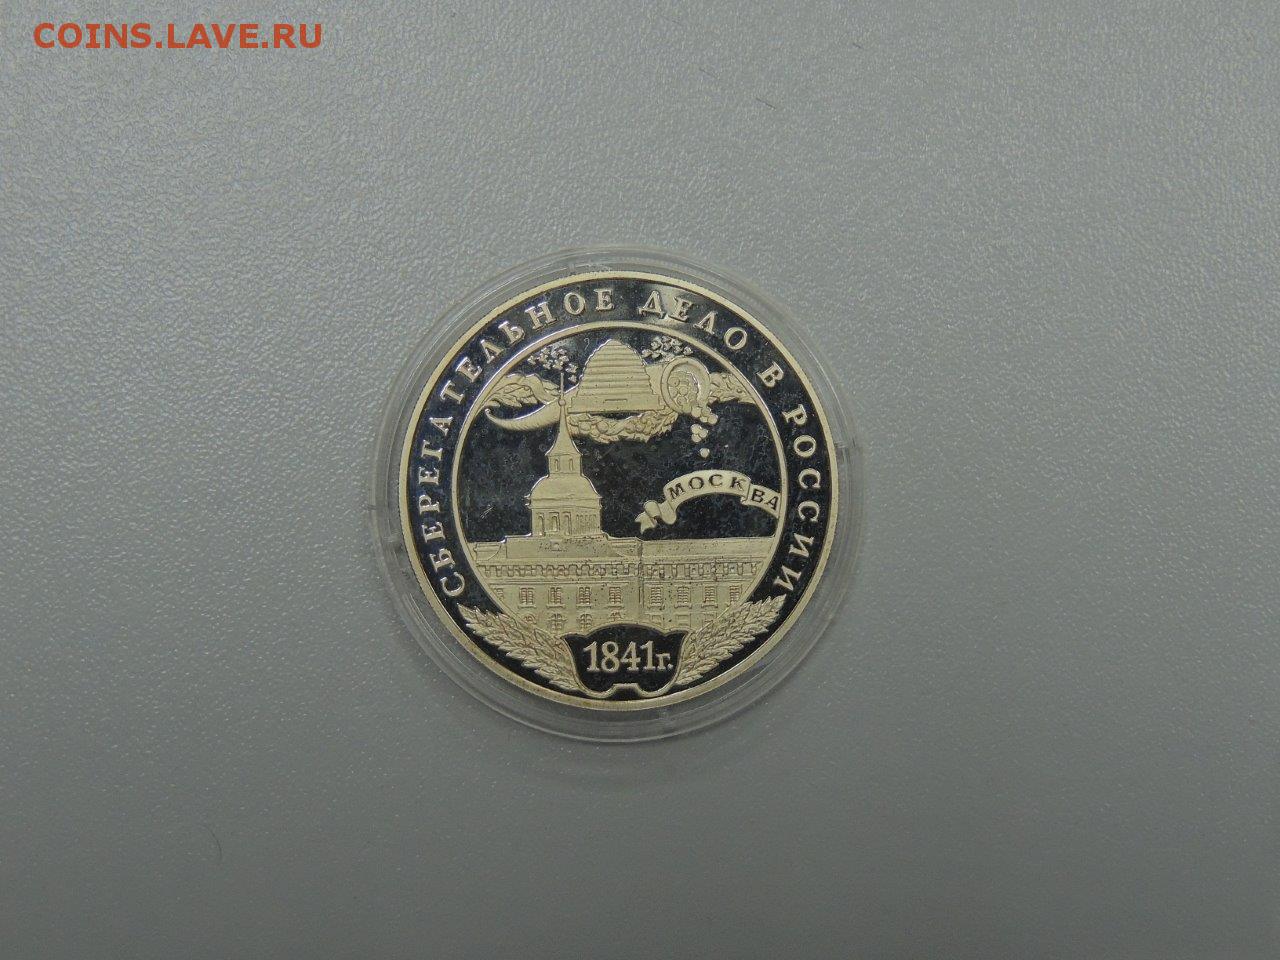 COINS.LAVE.RU
СБЕРЕГАТЕЛЬНОЕ ДЕЛО В РОССИИ
МОСКВА
1841г.